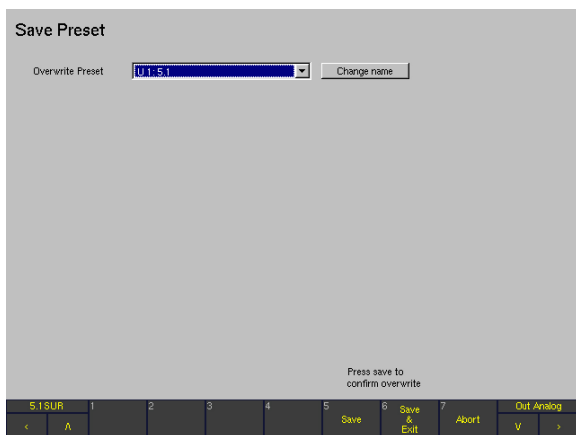 Save Preset
Overwrite Preset U 1: 5.1 Change name
Press save to
confirm overwrite
5.1SUR 1 2 3 4 5 Save 6 Save & Exit 7 Abort Out Analog
< Λ V >